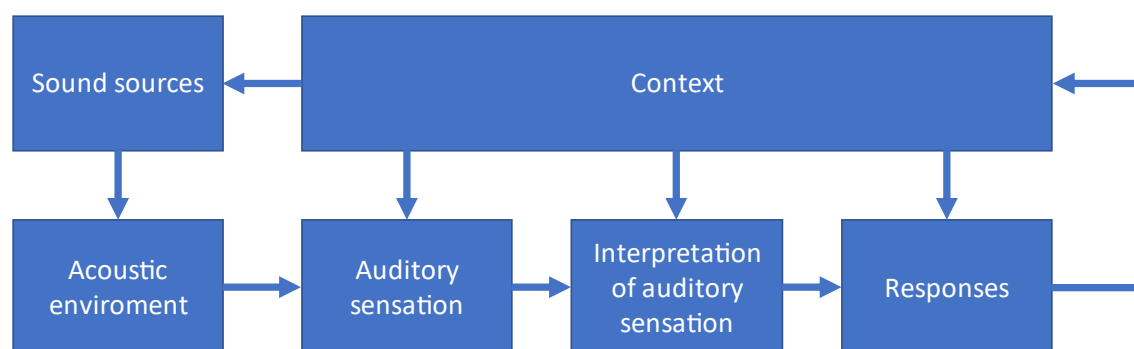 Sound sources
Context
Acoustic
enviroment
Auditory
sensation
Interpretation
of auditory
sensation
Responses